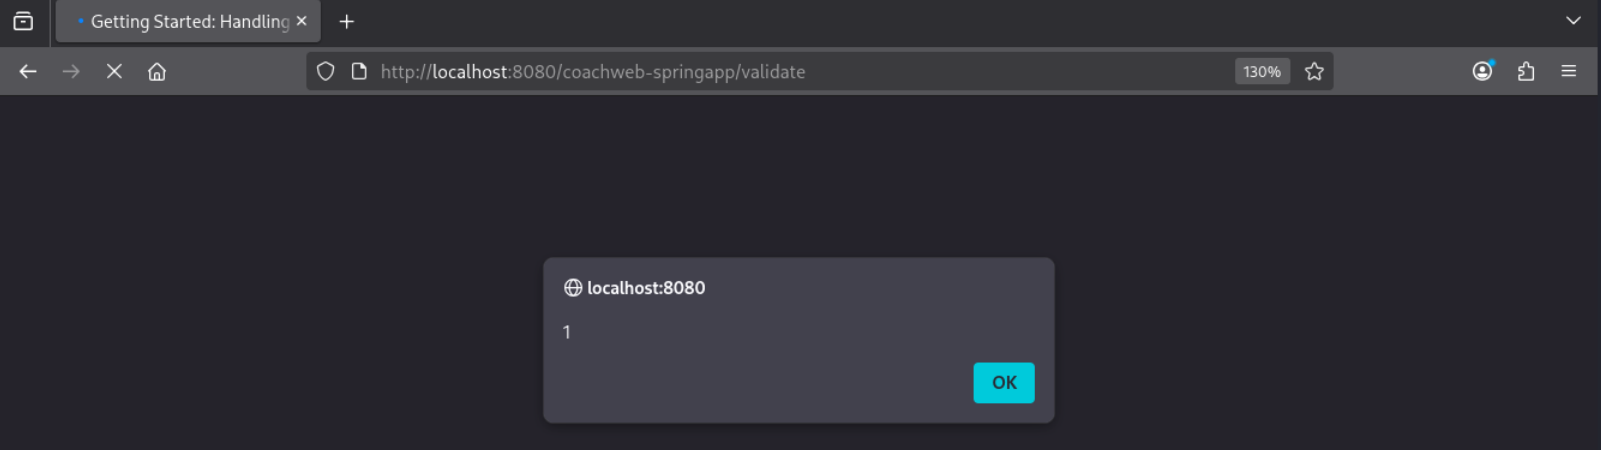 Getting Started: Handling
http://localhost:8080/coachweb-springapp/validate
130%
localhost:8080
1
OK